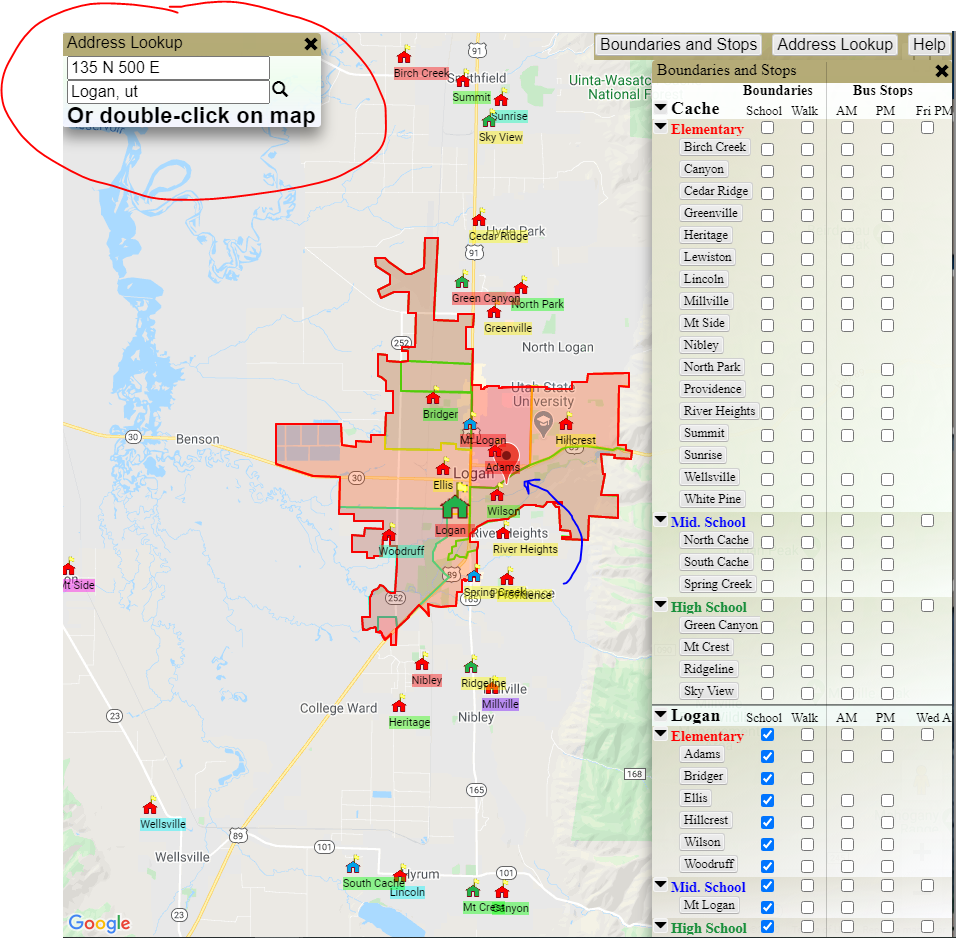 Address Lookup
135 N 500 E
Logan, ut
Or double-click on map
Boundaries and Stops
Address Lookup
Help
Boundaries and Stops
Boundaries Bus Stops
Cache School Walk AM PM Fri PM
Elementary
Birch Creek
Canyon
Cedar Ridge
Greenville
Heritage
Lewiston
Lincoln
Millville
Mt Side
Nibley
North Park
Providence
River Heights
Summit
Sunrise
Wellsville
White Pine
Mid. School
North Cache
South Cache
Spring Creek
High School
Green Canyon
Mt Crest
Ridgeline
Sky View
Logan School Walk AM PM Wed A
Elementary
Adams
Bridger
Ellis
Hillcrest
Wilson
Woodruff
Mid. School
Mt Logan
High School
91
Birch Creek
Summit
Sunrise
Sky View
Uinta-Wasatc
National F
Cedar Ridge
Hyde Park
91
Green Canyon
North Park
Greenville
252
North Logan
Utah State
University
Bridger
Mt Logan
Hillcrest
89
30
Benson
Logan
Adams
30
Ellis
Wilson
Logan
River Heights
River Heights
Woodruff
89
Spring Creek
Providence
Mt Side
252
165
Nibley
Ridgeline
Millville
College Ward
Heritage
Nibley
23
168
165
Wellsville
89
101
Wellsville
101
South Cache
Hyrum
Lincoln
Mt Crest
Canyon
23
Google